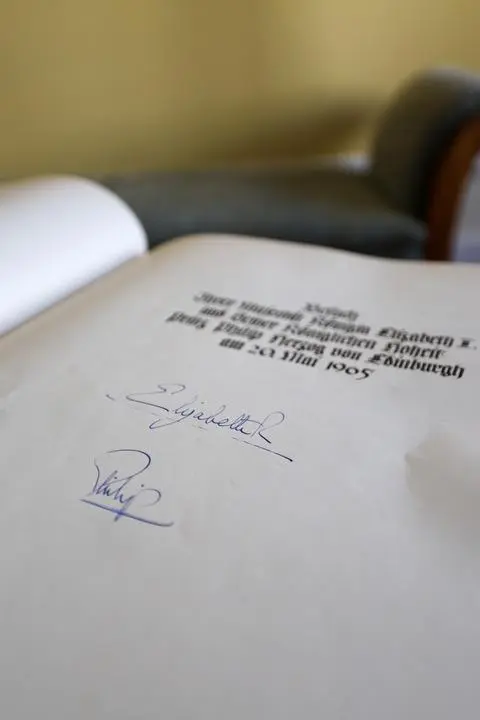 Besuch
Ihrer Majestät Königin Elizabeth I.
und Seiner Königlichen Hoheit
Prinz Philip Herzog von Edinburgh
am 20. Mai 1965
Elizabeth R
Philip